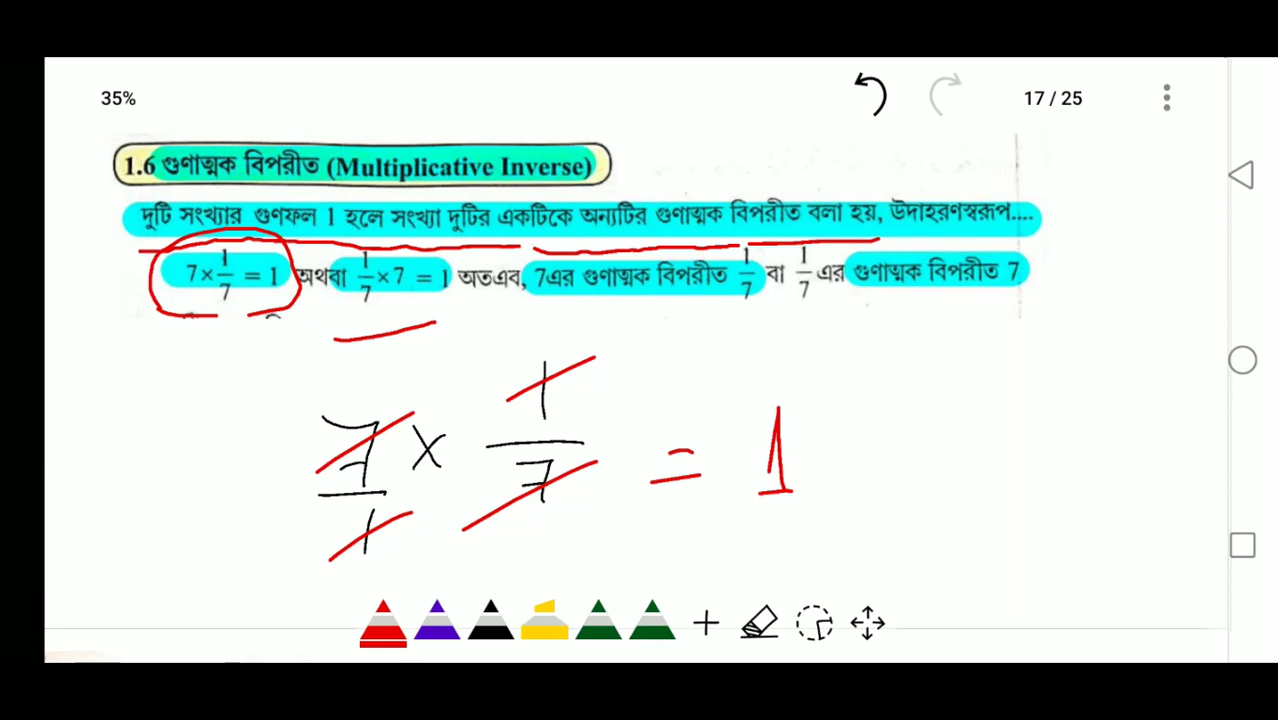 35%
17 / 25
1.6 গুণাত্মক বিপরীত (Multiplicative Inverse)
দুটি সংখ্যার গুণফল 1 হলে সংখ্যা দুটির একটিকে অন্যটির গুণাত্মক বিপরীত বলা হয়, উদাহরণস্বরূপ....
7 × 1/7 = 1 অথবা 1/7 × 7 = 1 অতএব, 7এর গুণাত্মক বিপরীত 1/7 বা 1/7 এর গুণাত্মক বিপরীত 7
7/1 × 1/7 = 1